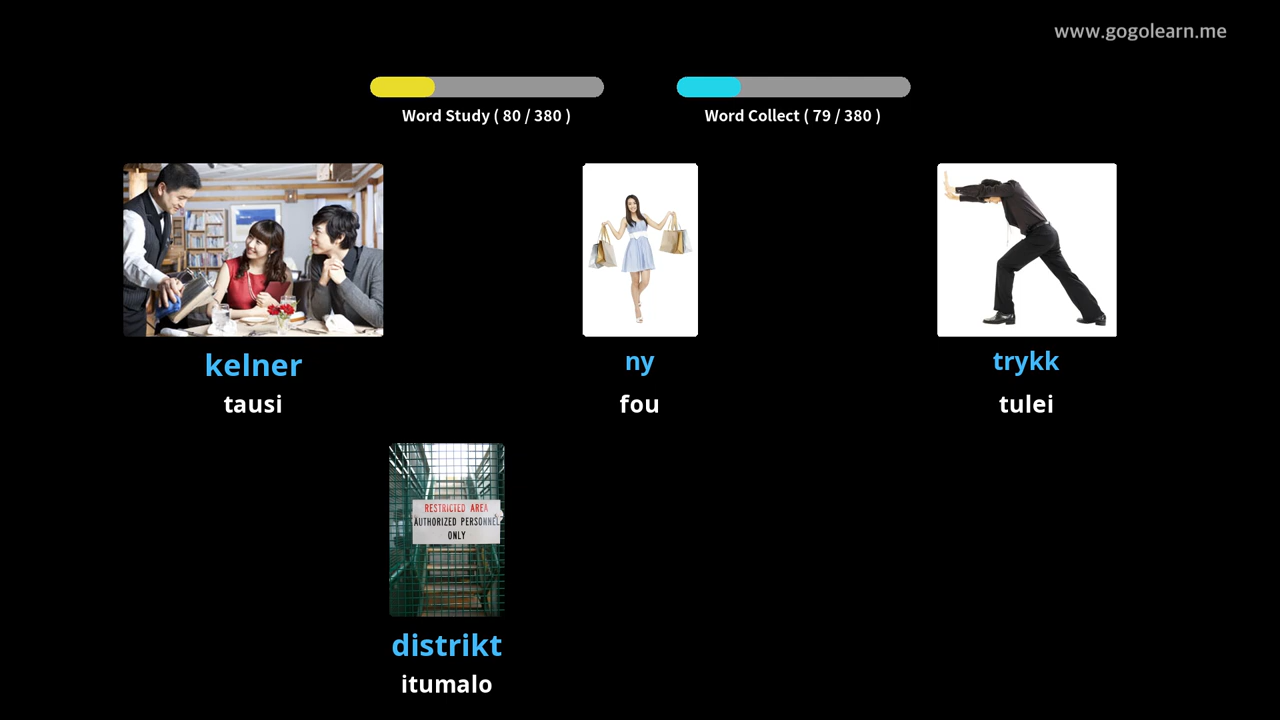 www.gogolearn.me
Word Study ( 80 / 380 )
Word Collect ( 79 / 380 )
kelner
ny
trykk
tausi
fou
tulei
RESTRICTED AREA
AUTHORIZED PERSONNEL
ONLY
distrikt
itumalo